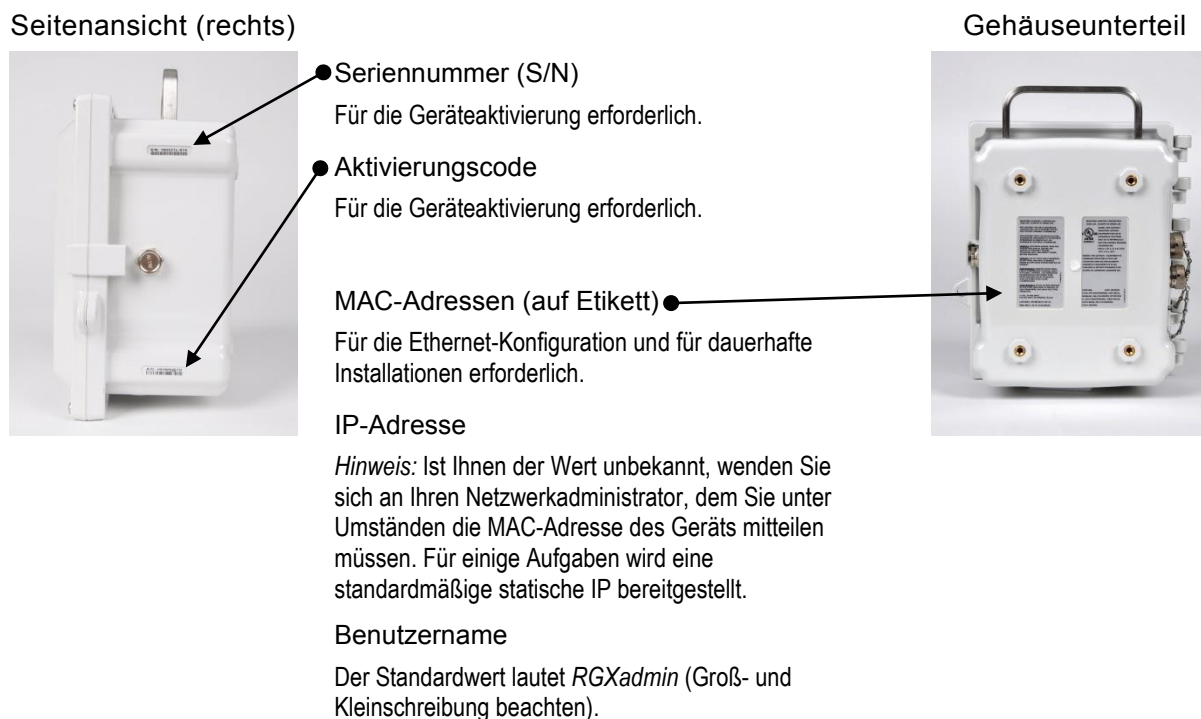 Seitenansicht (rechts)
Gehäuseunterteil
Seriennummer (S/N)
Für die Geräteaktivierung erforderlich.
Aktivierungscode
Für die Geräteaktivierung erforderlich.
MAC-Adressen (auf Etikett)
Für die Ethernet-Konfiguration und für dauerhafte
Installationen erforderlich.
IP-Adresse
Hinweis: Ist Ihnen der Wert unbekannt, wenden Sie
sich an Ihren Netzwerkadministrator, dem Sie unter
Umständen die MAC-Adresse des Geräts mitteilen
müssen. Für einige Aufgaben wird eine
standardmäßige statische IP bereitgestellt.
Benutzername
Der Standardwert lautet RGXadmin (Groß- und
Kleinschreibung beachten).